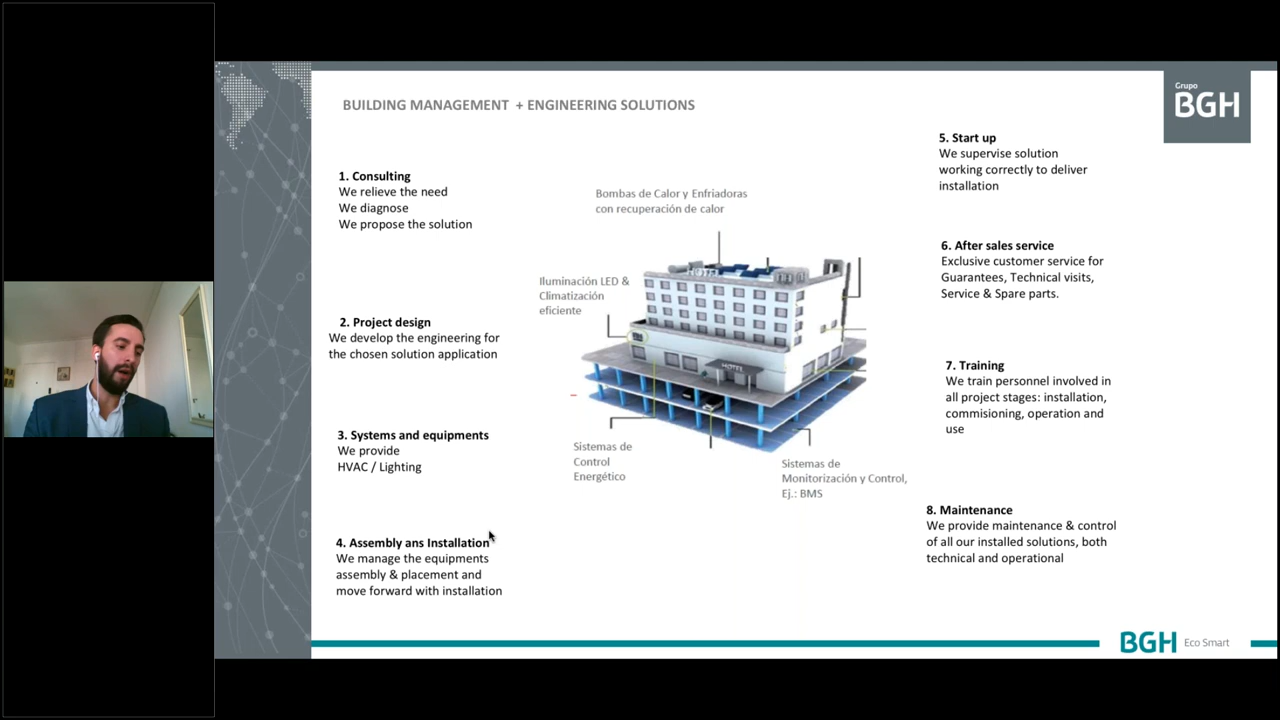 BUILDING MANAGEMENT + ENGINEERING SOLUTIONS
Grupo
BGH
1. Consulting
We relieve the need
We diagnose
We propose the solution
2. Project design
We develop the engineering for
the chosen solution application
3. Systems and equipments
We provide
HVAC / Lighting
4. Assembly ans Installation
We manage the equipments
assembly & placement and
move forward with installation
Bombas de Calor y Enfriadoras
con recuperación de calor
Iluminación LED &
Climatización
eficiente
HOTEL
HOTEL
Sistemas de
Control
Energético
Sistemas de
Monitorización y Control,
Ej.: BMS
5. Start up
We supervise solution
working correctly to deliver
installation
6. After sales service
Exclusive customer service for
Guarantees, Technical visits,
Service & Spare parts.
7. Training
We train personnel involved in
all project stages: installation,
commisioning, operation and
use
8. Maintenance
We provide maintenance & control
of all our installed solutions, both
technical and operational
BGH Eco Smart